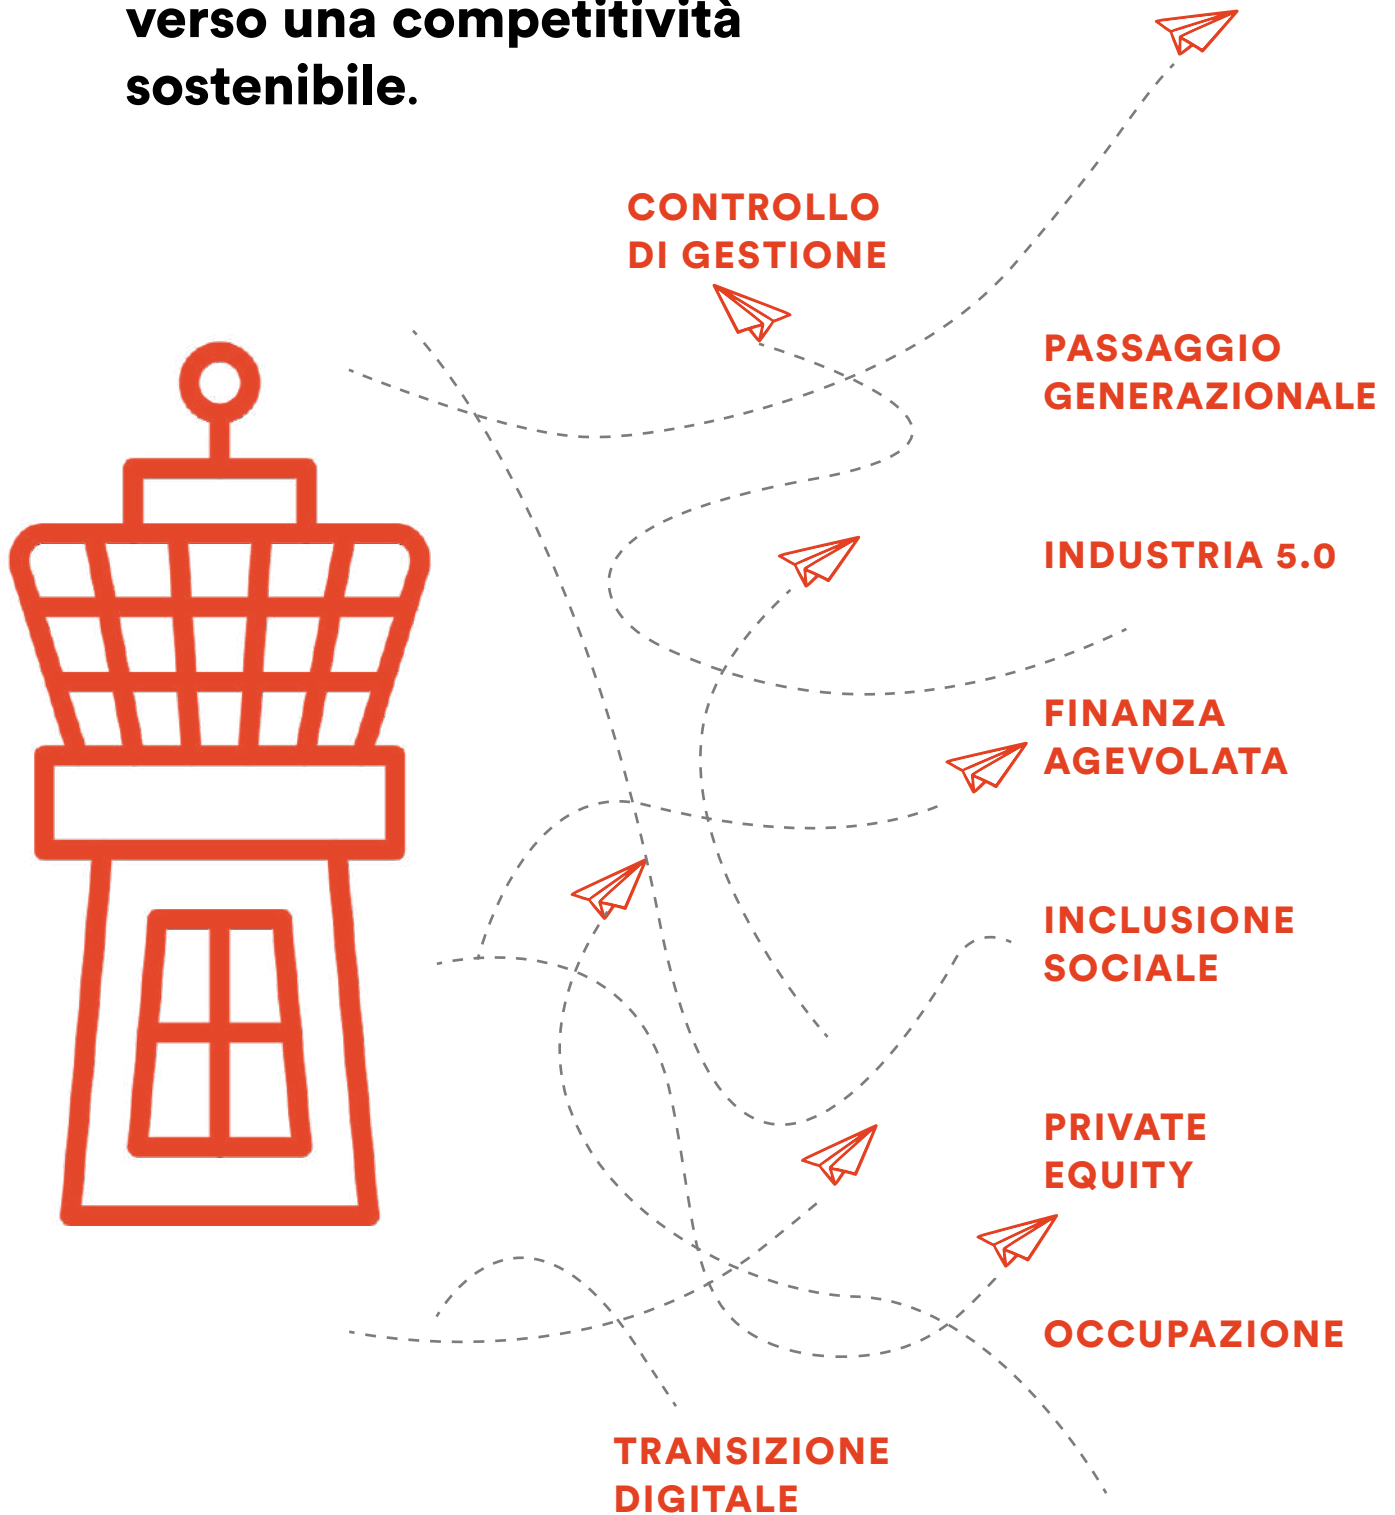 verso una competitività
sostenibile.
CONTROLLO
DI GESTIONE
PASSAGGIO
GENERAZIONALE
INDUSTRIA 5.0
FINANZA
AGEVOLATA
INCLUSIONE
SOCIALE
PRIVATE
EQUITY
OCCUPAZIONE
TRANSIZIONE
DIGITALE